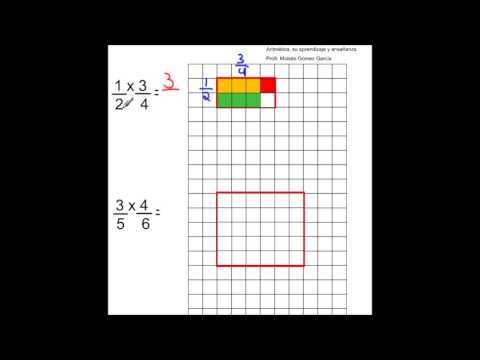 Aritmética, su aprendizaje y enseñanza
Profr. Moisés Gómez García
3/4
1/2
1/2 x 3/4 = 3
3/5 x 4/6 =